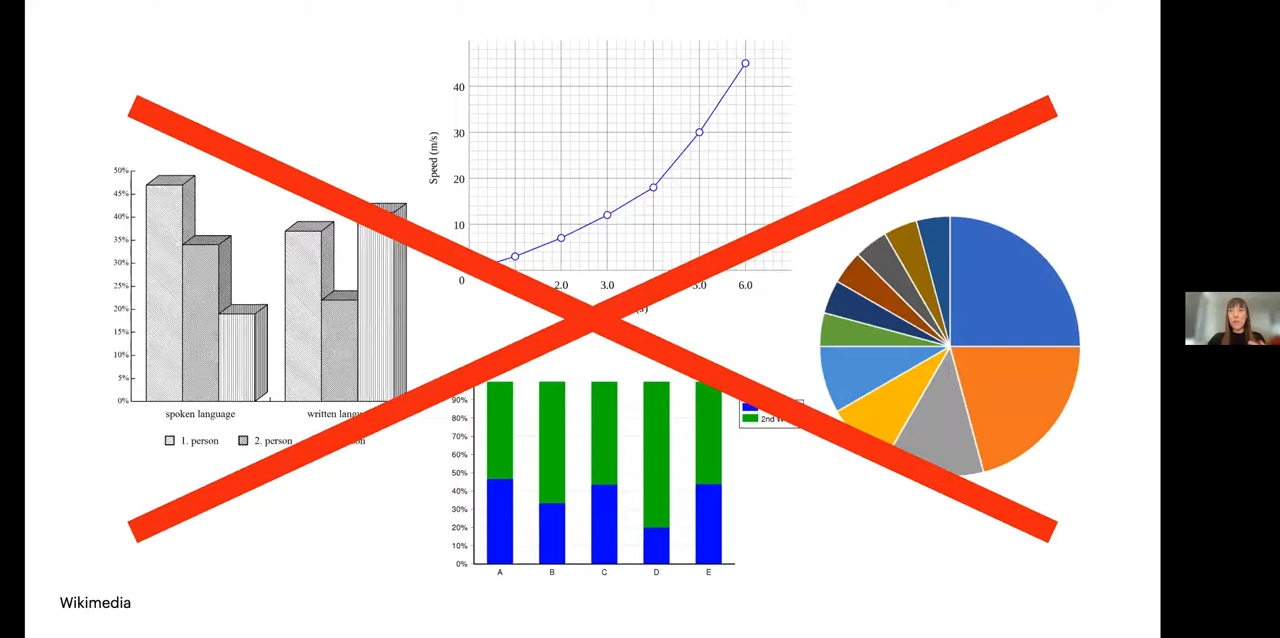 50%
45%
40%
35%
30%
25%
20%
15%
10%
5%
0%
spoken language
written
1. person
2. person
Speed (m/s)
40
30
20
10
0
2.0
3.0
6.0
90%
80%
70%
60%
50%
40%
30%
20%
10%
0%
A
B
C
D
E
2nd
Wikimedia